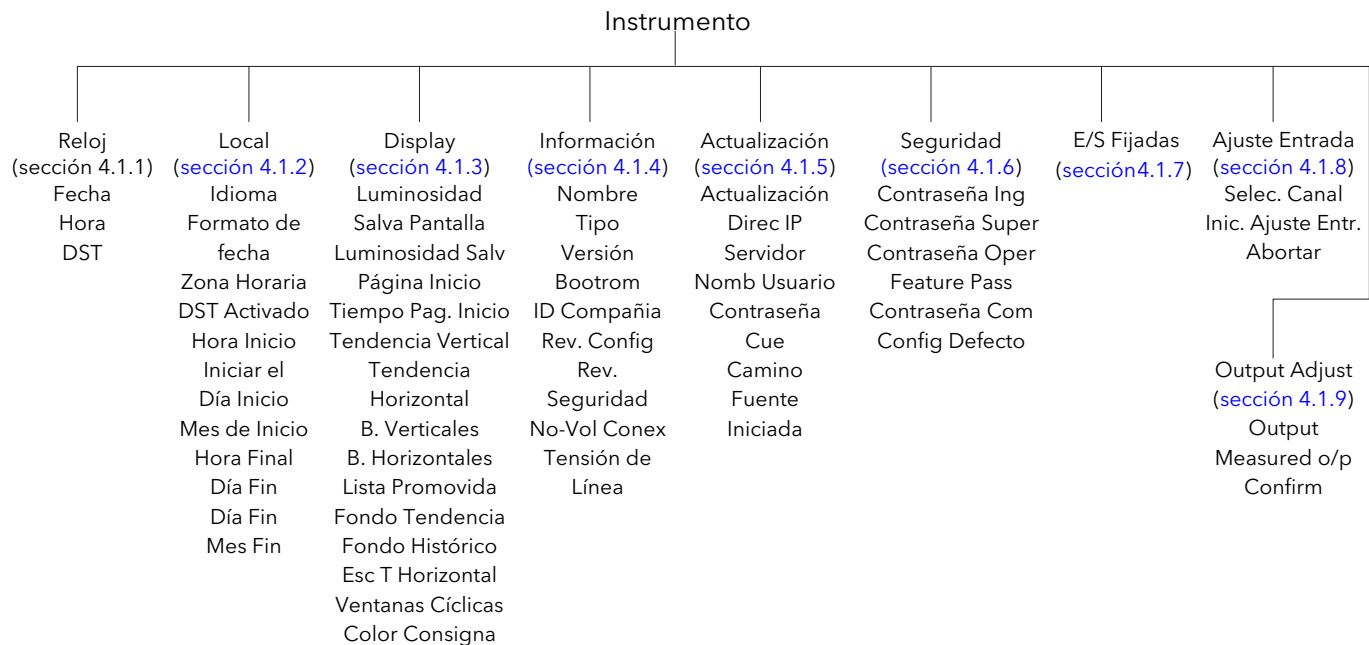 Instrumento
Reloj
(sección 4.1.1)
Fecha
Hora
DST
Local
(sección 4.1.2)
Idioma
Formato de
fecha
Zona Horaria
DST Activado
Hora Inicio
Iniciar el
Día Inicio
Mes de Inicio
Hora Final
Día Fin
Día Fin
Mes Fin
Display
(sección 4.1.3)
Luminosidad
Salva Pantalla
Luminosidad Salv
Página Inicio
Tiempo Pag. Inicio
Tendencia Vertical
Tendencia
Horizontal
B. Verticales
B. Horizontales
Lista Promovida
Fondo Tendencia
Fondo Histórico
Esc T Horizontal
Ventanas Cíclicas
Color Consigna
Información
(sección 4.1.4)
Nombre
Tipo
Versión
Bootrom
ID Compañia
Rev. Config
Rev.
Seguridad
No-Vol Conex
Tensión de
Línea
Actualización
(sección 4.1.5)
Actualización
Direc IP
Servidor
Nomb Usuario
Contraseña
Cue
Camino
Fuente
Iniciada
Seguridad
(sección 4.1.6)
Contraseña Ing
Contraseña Super
Contraseña Oper
Feature Pass
Contraseña Com
Config Defecto
E/S Fijadas
(sección4.1.7)
Ajuste Entrada
(sección 4.1.8)
Selec. Canal
Inic. Ajuste Entr.
Abortar
Output Adjust
(sección 4.1.9)
Output
Measured o/p
Confirm